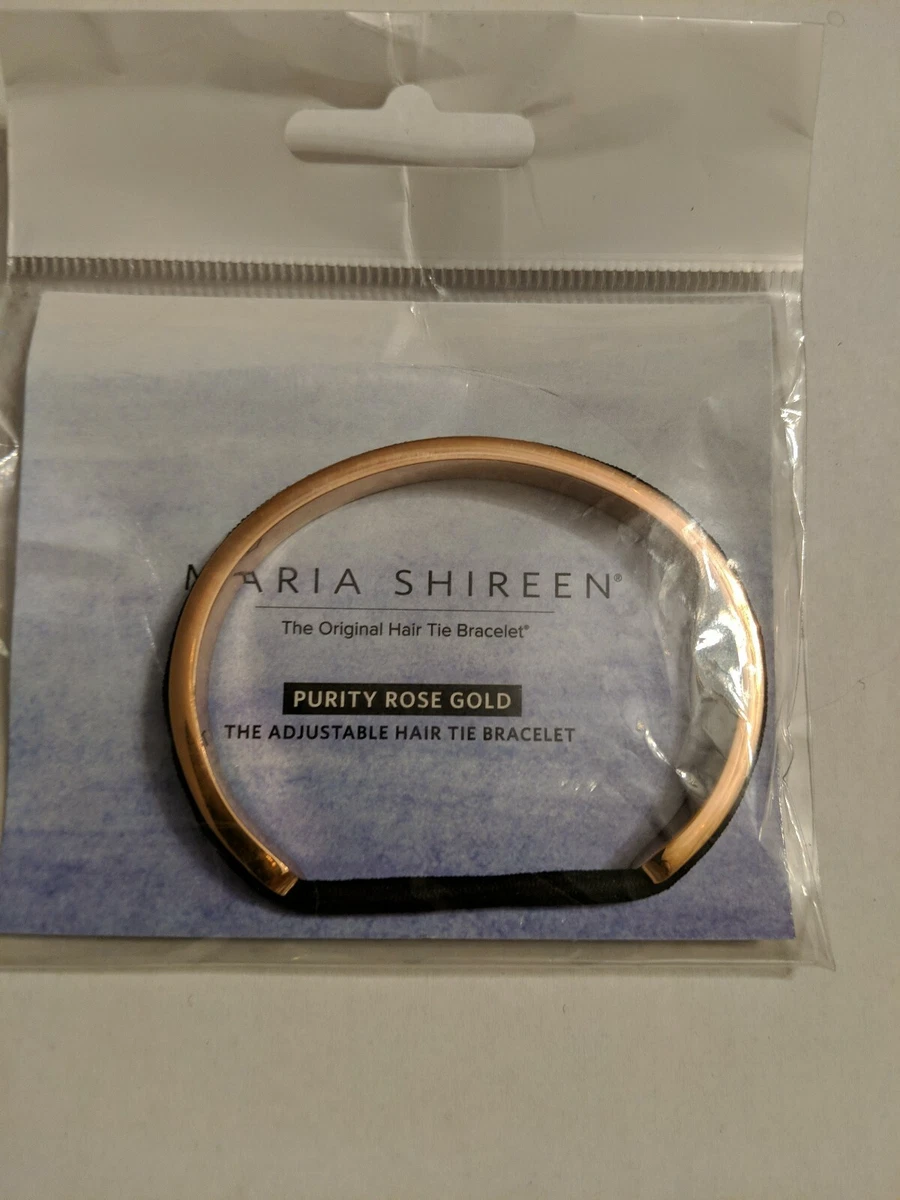 MARIA SHIREEN®
The Original Hair Tie Bracelet®
PURITY ROSE GOLD
THE ADJUSTABLE HAIR TIE BRACELET